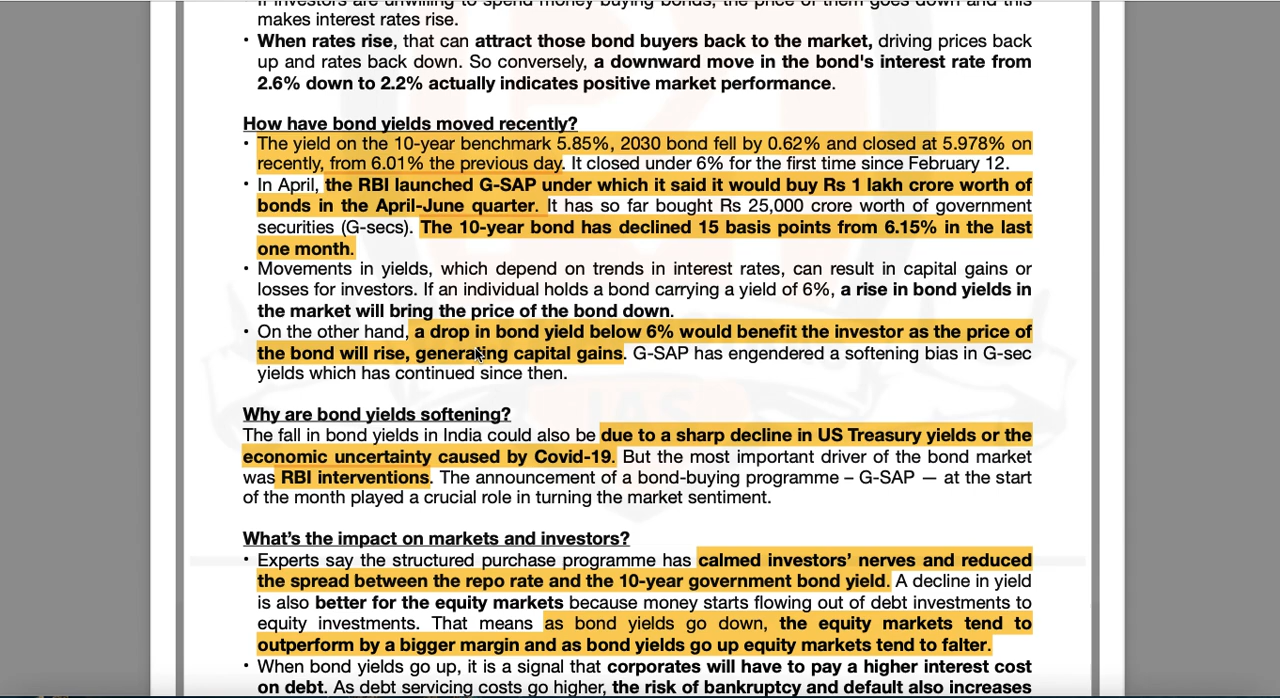 If investors are unwilling to spend money buying bonds, the price of them goes down and this
makes interest rates rise.
• When rates rise, that can attract those bond buyers back to the market, driving prices back
up and rates back down. So conversely, a downward move in the bond's interest rate from
2.6% down to 2.2% actually indicates positive market performance.
How have bond yields moved recently?
• The yield on the 10-year benchmark 5.85%, 2030 bond fell by 0.62% and closed at 5.978% on
recently, from 6.01% the previous day. It closed under 6% for the first time since February 12.
• In April, the RBI launched G-SAP under which it said it would buy Rs 1 lakh crore worth of
bonds in the April-June quarter. It has so far bought Rs 25,000 crore worth of government
securities (G-secs). The 10-year bond has declined 15 basis points from 6.15% in the last
one month.
• Movements in yields, which depend on trends in interest rates, can result in capital gains or
losses for investors. If an individual holds a bond carrying a yield of 6%, a rise in bond yields in
the market will bring the price of the bond down.
• On the other hand, a drop in bond yield below 6% would benefit the investor as the price of
the bond will rise, generating capital gains. G-SAP has engendered a softening bias in G-sec
yields which has continued since then.
Why are bond yields softening?
The fall in bond yields in India could also be due to a sharp decline in US Treasury yields or the
economic uncertainty caused by Covid-19. But the most important driver of the bond market
was RBI interventions. The announcement of a bond-buying programme – G-SAP — at the start
of the month played a crucial role in turning the market sentiment.
What's the impact on markets and investors?
• Experts say the structured purchase programme has calmed investors' nerves and reduced
the spread between the repo rate and the 10-year government bond yield. A decline in yield
is also better for the equity markets because money starts flowing out of debt investments to
equity investments. That means as bond yields go down, the equity markets tend to
outperform by a bigger margin and as bond yields go up equity markets tend to falter.
• When bond yields go up, it is a signal that corporates will have to pay a higher interest cost
on debt. As debt servicing costs go higher, the risk of bankruptcy and default also increases
IAS